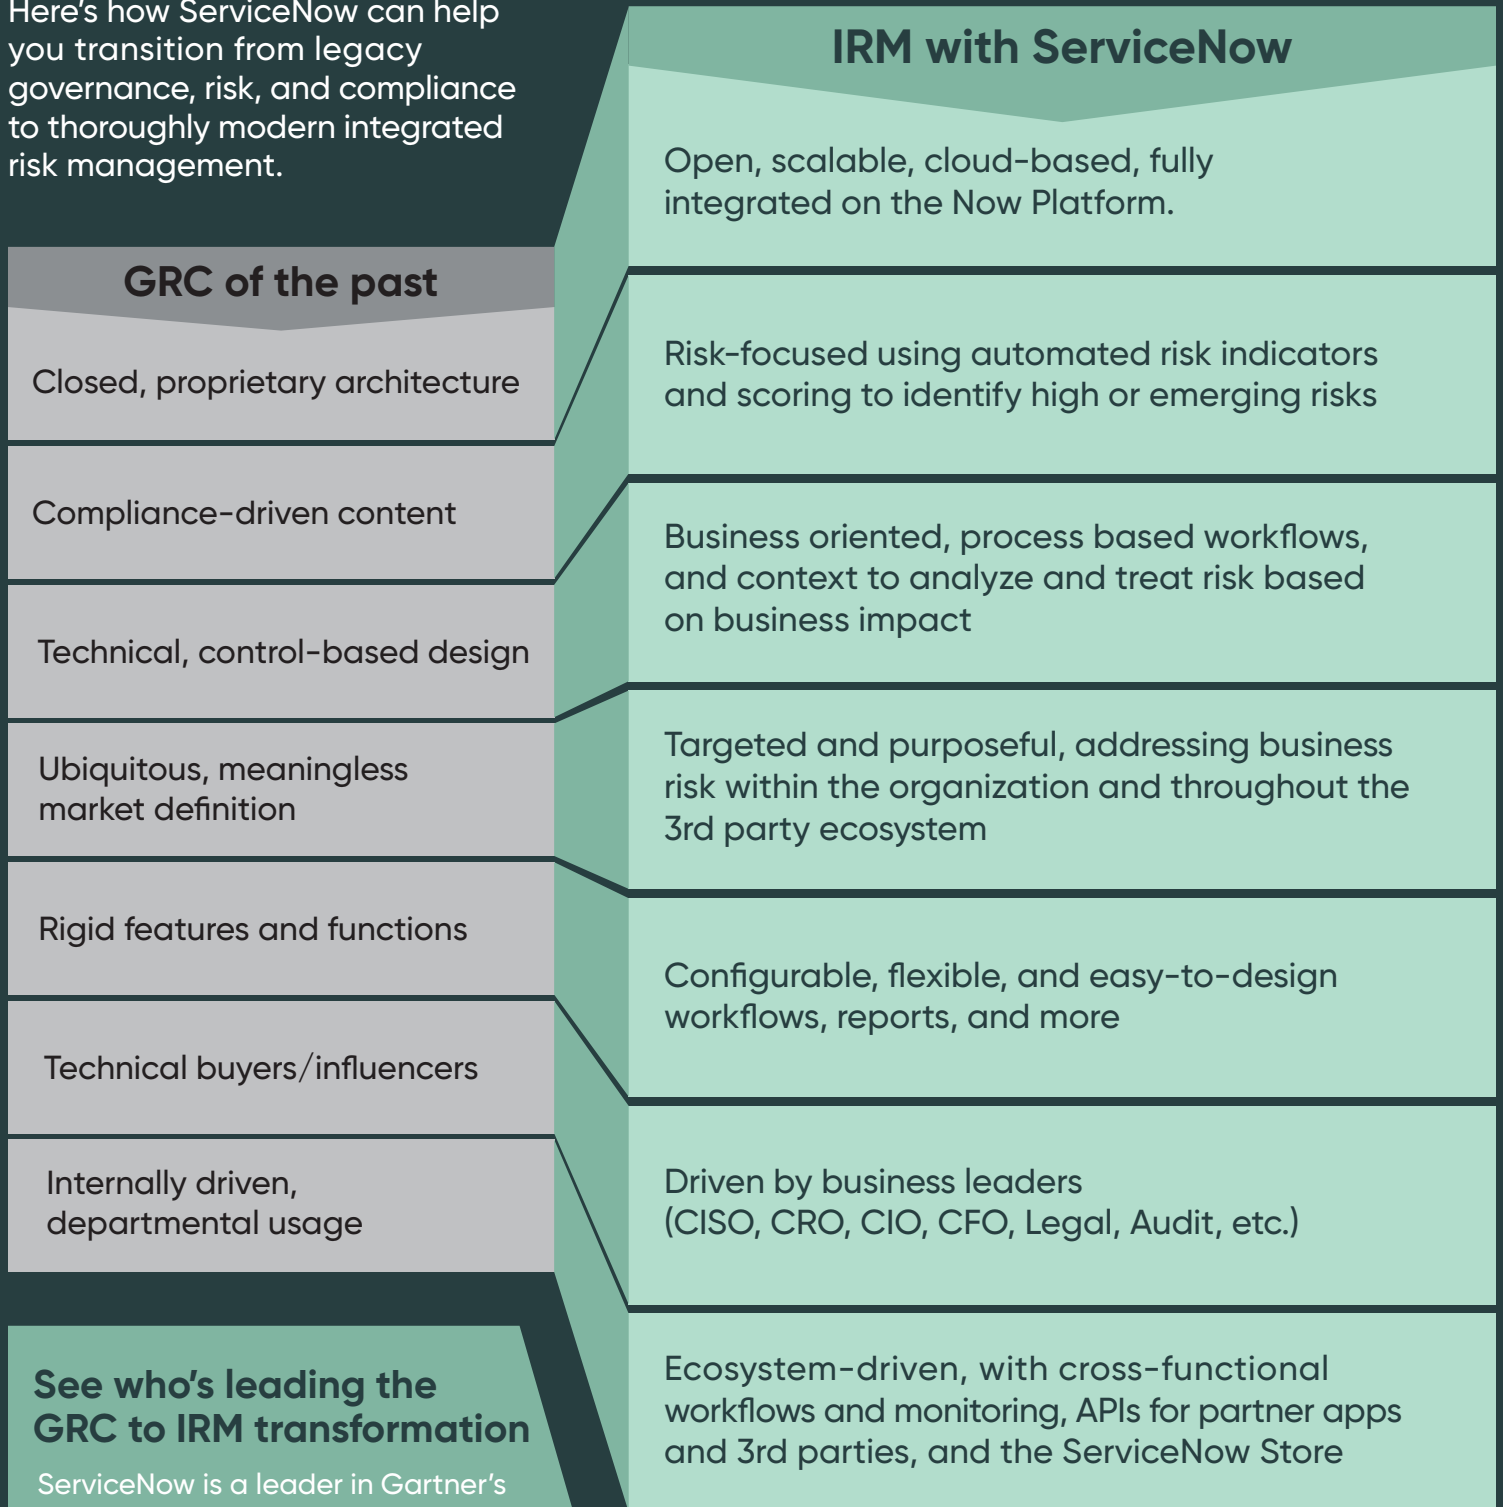 Here's how ServiceNow can help
you transition from legacy
governance, risk, and compliance
to thoroughly modern integrated
risk management.
GRC of the past
Closed, proprietary architecture
Compliance-driven content
Technical, control-based design
Ubiquitous, meaningless
market definition
Rigid features and functions
Technical buyers/influencers
Internally driven,
departmental usage
See who's leading the
GRC to IRM transformation
ServiceNow is a leader in Gartner's
IRM with ServiceNow
Open, scalable, cloud-based, fully
integrated on the Now Platform.
Risk-focused using automated risk indicators
and scoring to identify high or emerging risks
Business oriented, process based workflows,
and context to analyze and treat risk based
on business impact
Targeted and purposeful, addressing business
risk within the organization and throughout the
3rd party ecosystem
Configurable, flexible, and easy-to-design
workflows, reports, and more
Driven by business leaders
(CISO, CRO, CIO, CFO, Legal, Audit, etc.)
Ecosystem-driven, with cross-functional
workflows and monitoring, APIs for partner apps
and 3rd parties, and the ServiceNow Store